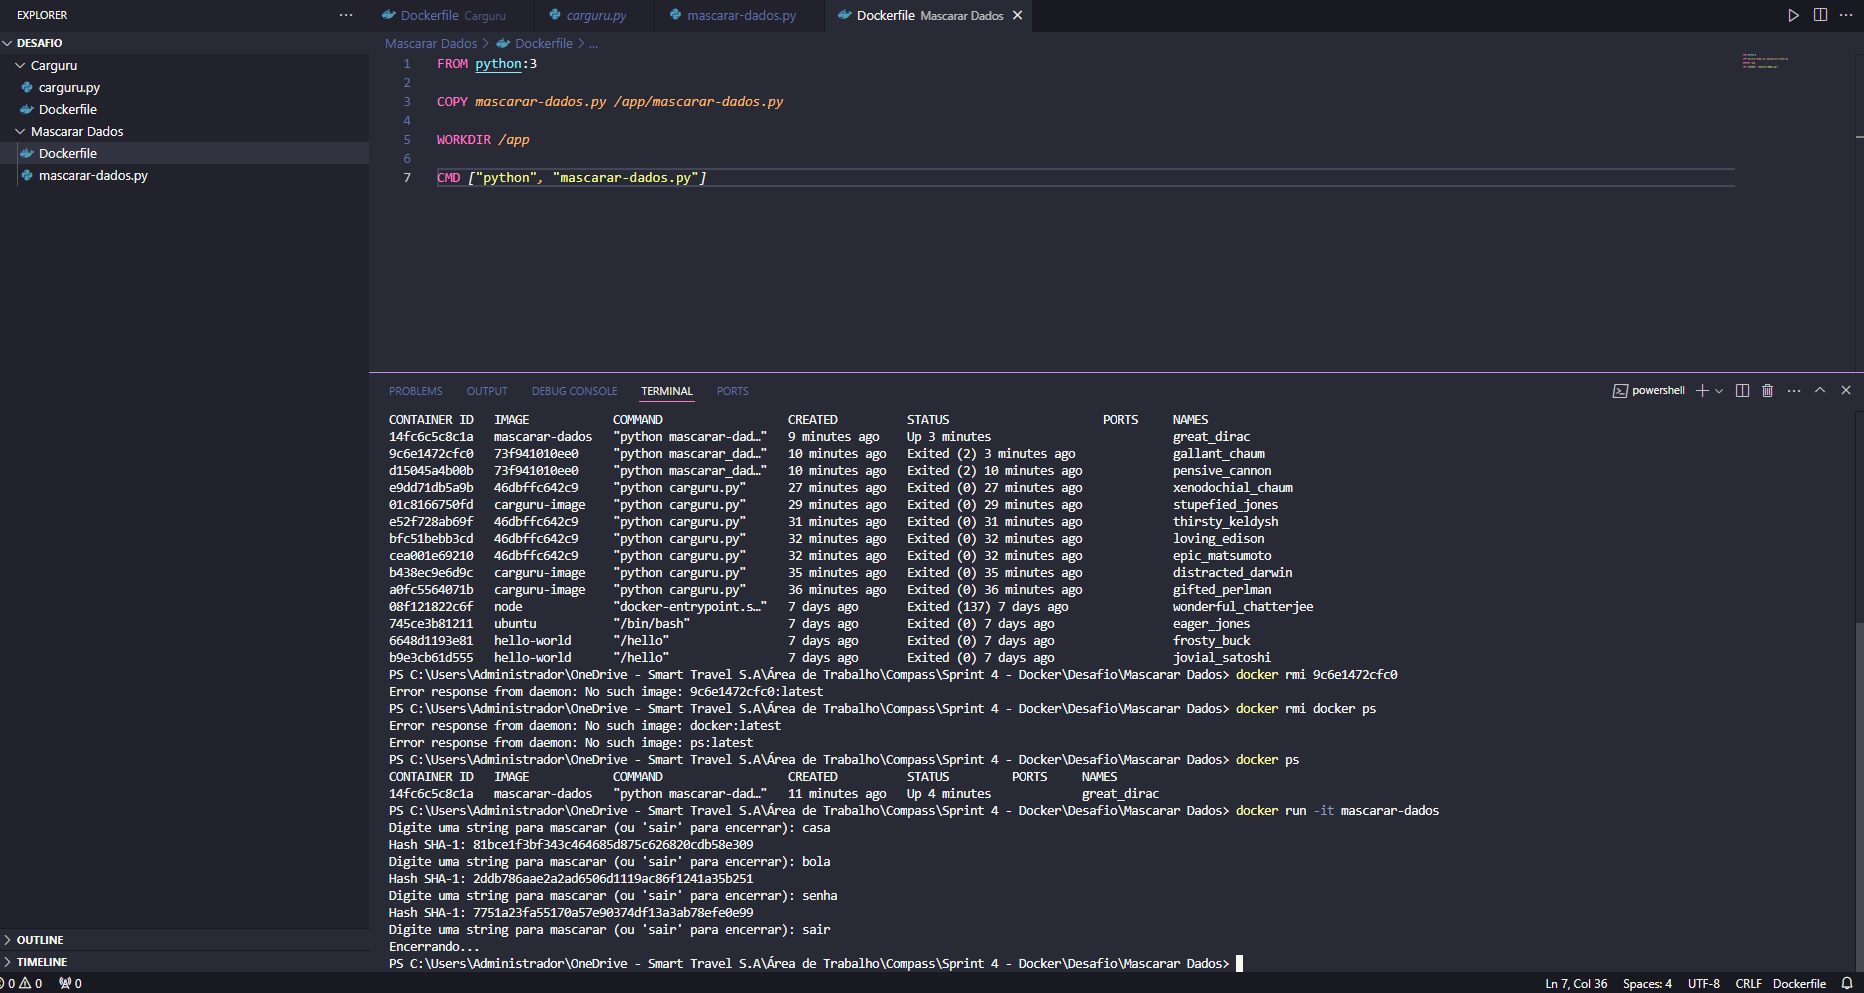 EXPLORER
DESAFIO
Carguru
carguru.py
Dockerfile
Mascarar Dados
Dockerfile
mascarar-dados.py
OUTLINE
TIMELINE
Dockerfile Carguru
carguru.py
mascarar-dados.py
Dockerfile Mascarar Dados
Mascarar Dados > Dockerfile > ...
1 FROM python:3
2
3 COPY mascarar-dados.py /app/mascarar-dados.py
4
5 WORKDIR /app
6
7 CMD ["python", "mascarar-dados.py"]
PROBLEMS OUTPUT DEBUG CONSOLE TERMINAL PORTS
powershell
CONTAINER ID IMAGE COMMAND CREATED STATUS PORTS NAMES
14fc6c5c8c1a mascarar-dados "python mascarar-dad…" 9 minutes ago Up 3 minutes great_dirac
9c6e1472cfc0 73f941010ee0 "python mascarar_dad…" 10 minutes ago Exited (2) 3 minutes ago gallant_chaum
d15045a4b00b 73f941010ee0 "python mascarar_dad…" 10 minutes ago Exited (2) 10 minutes ago pensive_cannon
e9dd71db5a9b 46dbffc642c9 "python carguru.py" 27 minutes ago Exited (0) 27 minutes ago xenodochial_chaum
01c8166750fd carguru-image "python carguru.py" 29 minutes ago Exited (0) 29 minutes ago stupefied_jones
e52f728ab69f 46dbffc642c9 "python carguru.py" 31 minutes ago Exited (0) 31 minutes ago thirsty_keldysh
bfc51bebb3cd 46dbffc642c9 "python carguru.py" 32 minutes ago Exited (0) 32 minutes ago loving_edison
cea001e69210 46dbffc642c9 "python carguru.py" 32 minutes ago Exited (0) 32 minutes ago epic_matsumoto
b438ec9e6d9c carguru-image "python carguru.py" 35 minutes ago Exited (0) 35 minutes ago distracted_darwin
a0fc5564071b carguru-image "python carguru.py" 36 minutes ago Exited (0) 36 minutes ago gifted_perlman
08f121822c6f node "docker-entrypoint.s…" 7 days ago Exited (137) 7 days ago wonderful_chatterjee
745ce3b81211 ubuntu "/bin/bash" 7 days ago Exited (0) 7 days ago eager_jones
6648d1193e81 hello-world "/hello" 7 days ago Exited (0) 7 days ago frosty_buck
b9e3cb61d555 hello-world "/hello" 7 days ago Exited (0) 7 days ago jovial_satoshi
PS C:\Users\Administrador\OneDrive - Smart Travel S.A\Área de Trabalho\Compass\Sprint 4 - Docker\Desafio\Mascarar Dados> docker rmi 9c6e1472cfc0
Error response from daemon: No such image: 9c6e1472cfc0:latest
PS C:\Users\Administrador\OneDrive - Smart Travel S.A\Área de Trabalho\Compass\Sprint 4 - Docker\Desafio\Mascarar Dados> docker rmi docker ps
Error response from daemon: No such image: docker:latest
Error response from daemon: No such image: ps:latest
PS C:\Users\Administrador\OneDrive - Smart Travel S.A\Área de Trabalho\Compass\Sprint 4 - Docker\Desafio\Mascarar Dados> docker ps
CONTAINER ID IMAGE COMMAND CREATED STATUS PORTS NAMES
14fc6c5c8c1a mascarar-dados "python mascarar-dad…" 11 minutes ago Up 4 minutes great_dirac
PS C:\Users\Administrador\OneDrive - Smart Travel S.A\Área de Trabalho\Compass\Sprint 4 - Docker\Desafio\Mascarar Dados> docker run -it mascarar-dados
Digite uma string para mascarar (ou 'sair' para encerrar): casa
Hash SHA-1: 81bce1f3bf343c464685d875c626820cdb58e309
Digite uma string para mascarar (ou 'sair' para encerrar): bola
Hash SHA-1: 2ddb786aae2a2ad6506d1119ac86f1241a35b251
Digite uma string para mascarar (ou 'sair' para encerrar): senha
Hash SHA-1: 7751a23fa55170a57e90374df13a3ab78efe0e99
Digite uma string para mascarar (ou 'sair' para encerrar): sair
Encerrando...
PS C:\Users\Administrador\OneDrive - Smart Travel S.A\Área de Trabalho\Compass\Sprint 4 - Docker\Desafio\Mascarar Dados>
0 0 0 Ln 7, Col 36 Spaces: 4 UTF-8 CRLF Dockerfile